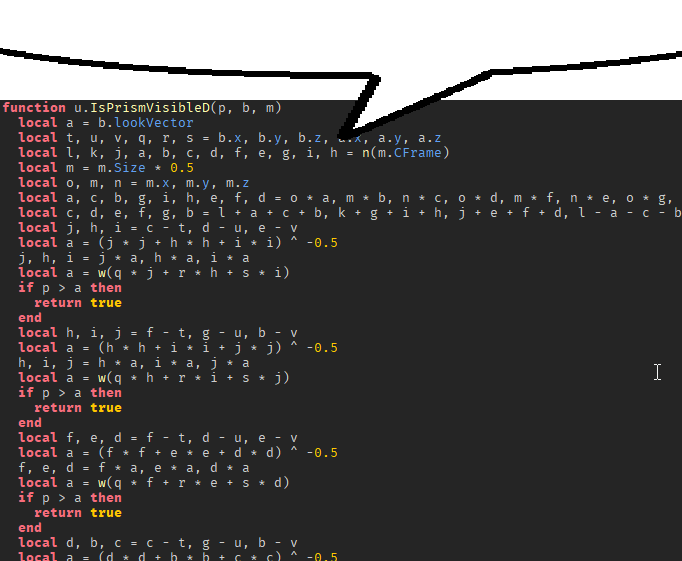 function u.IsPrismVisibleD(p, b, m)
local a = b.lookVector
local t, u, v, q, r, s = b.x, b.y, b.z, a.x, a.y, a.z
local l, k, j, a, b, c, d, f, e, g, i, h = n(m.CFrame)
local m = m.Size * 0.5
local o, m, n = m.x, m.y, m.z
local a, c, b, g, i, h, e, f, d = o * a, m * b, n * c, o * d, m * f, n * e, o * g,
local c, d, e, f, g, b = l + a + c + b, k + g + i + h, j + e + f + d, l - a - c - b
local j, h, i = c - t, d - u, e - v
local a = (j * j + h * h + i * i) ^ -0.5
j, h, i = j * a, h * a, i * a
local a = w(q * j + r * h + s * i)
if p > a then
return true
end
local h, i, j = f - t, g - u, b - v
local a = (h * h + i * i + j * j) ^ -0.5
h, i, j = h * a, i * a, j * a
local a = w(q * h + r * i + s * j)
if p > a then
return true
end
local f, e, d = f - t, d - u, e - v
local a = (f * f + e * e + d * d) ^ -0.5
f, e, d = f * a, e * a, d * a
local a = w(q * f + r * e + s * d)
if p > a then
return true
end
local d, b, c = c - t, g - u, b - v
local a = (d * d + b * b + c * c) ^ -0.5